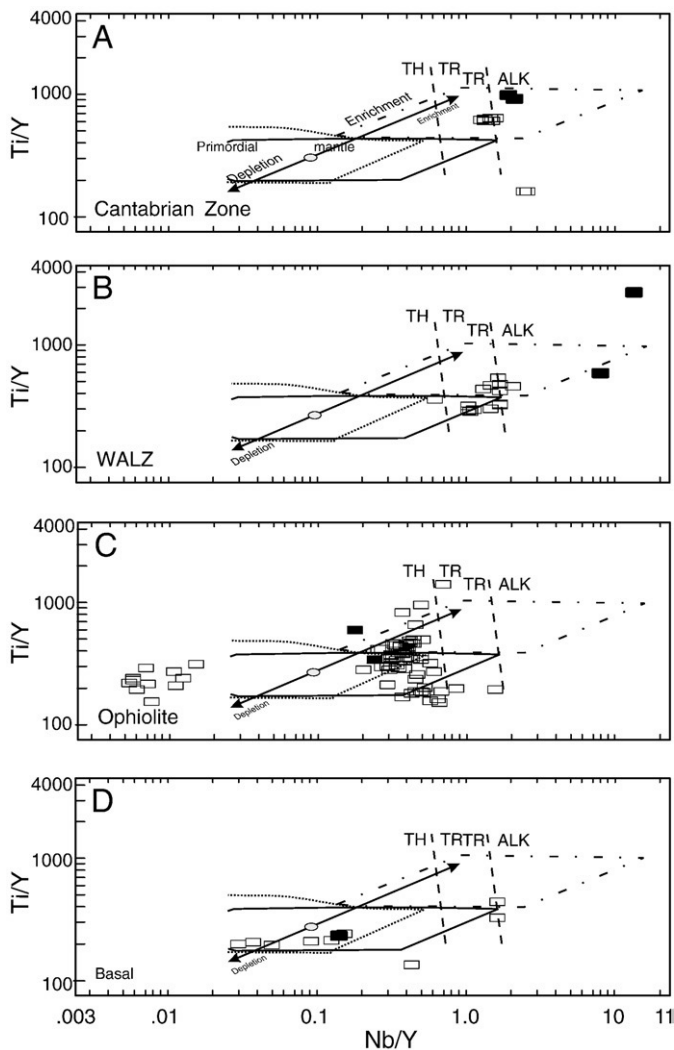 A
4000
TH TR
TR ALK
1000
Enrichment
Enrichment
Ti/Y
Primordial mantle
Depletion
100
Cantabrian Zone
B
4000
TH TR
TR ALK
1000
Ti/Y
100
WALZ
Depletion
C
4000
TH TR
TR ALK
1000
Ti/Y
100
Ophiolite
Depletion
D
4000
TH TR TR ALK
1000
Ti/Y
100
Basal
Depletion
.003 .01 0.1 1.0 10 11
Nb/Y